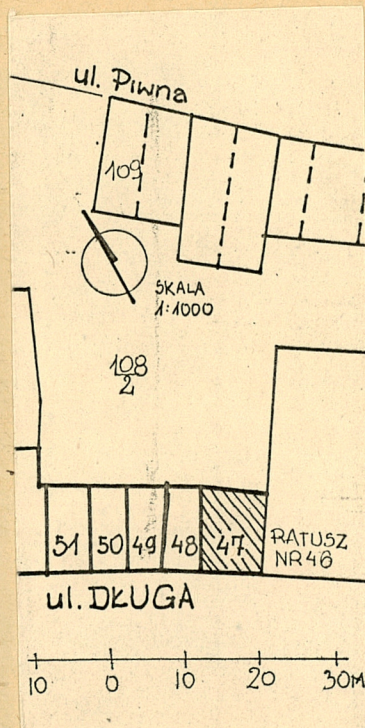 ul. Piwna
109
SKALA
1:1000
108
2
51 50 49 48 47
RATUSZ
NR 46
ul. DŁUGA
10 0 10 20 30M